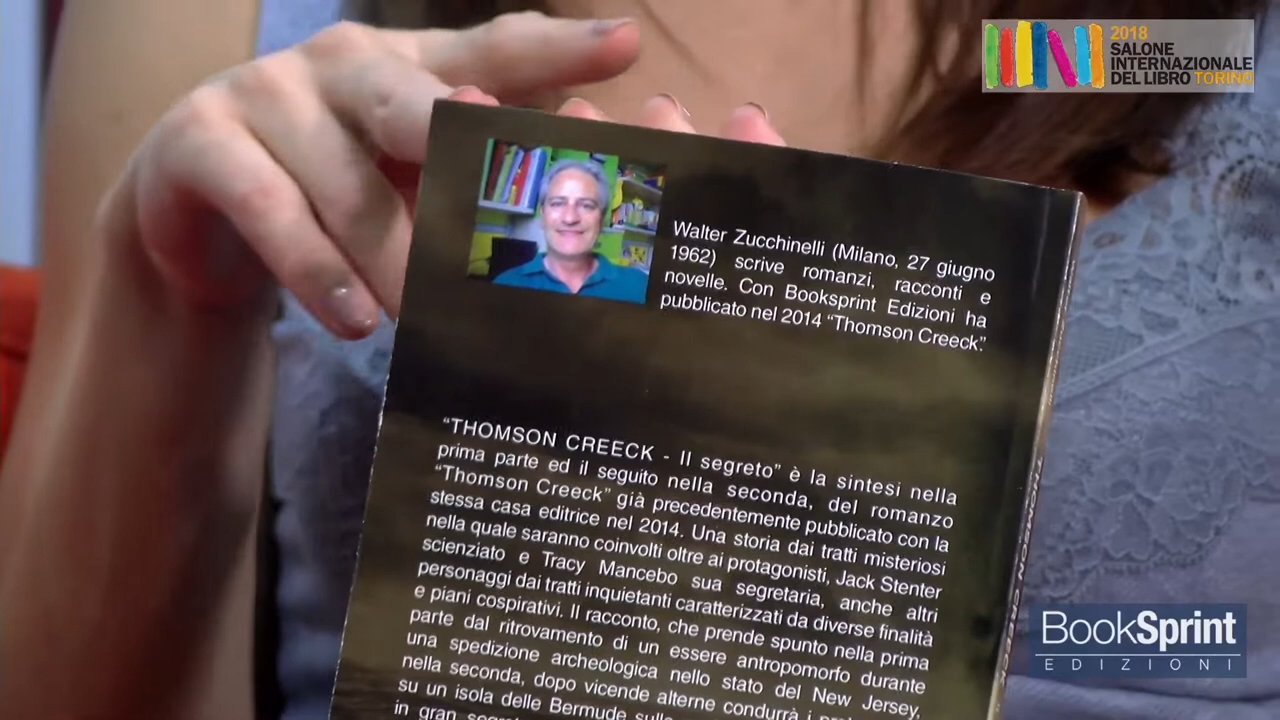 2018
SALONE
INTERNAZIONALE
DEL LIBRO TORINO
Walter Zucchinelli (Milano, 27 giugno
1962) scrive romanzi, racconti e
novelle. Con Booksprint Edizioni ha
pubblicato nel 2014 “Thomson Creeck”.
“THOMSON CREECK - Il segreto” è la sintesi nella
prima parte ed il seguito nella seconda, del romanzo
“Thomson Creeck” già precedentemente pubblicato con la
stessa casa editrice nel 2014. Una storia dai tratti misteriosi
nella quale saranno coinvolti oltre ai protagonisti, Jack Stenter
scienziato e Tracy Mancebo sua segretaria, anche altri
personaggi dai tratti inquietanti caratterizzati da diverse finalità
e piani cospirativi. Il racconto, che prende spunto nella prima
parte dal ritrovamento di un essere antropomorfo durante
una spedizione archeologica nello stato del New Jersey,
nella seconda, dopo vicende alterne condurrà i
su un isola delle Bermude
in gran
BookSprint
EDIZIONI